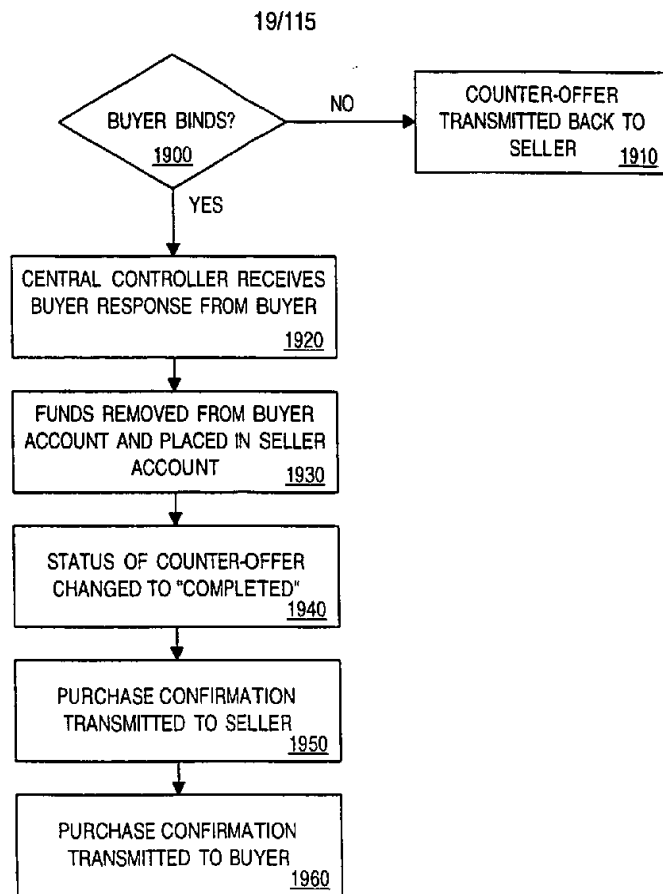 19/115
BUYER BINDS?
1900
NO
COUNTER-OFFER
TRANSMITTED BACK TO
SELLER
1910
YES
CENTRAL CONTROLLER RECEIVES
BUYER RESPONSE FROM BUYER
1920
FUNDS REMOVED FROM BUYER
ACCOUNT AND PLACED IN SELLER
ACCOUNT
1930
STATUS OF COUNTER-OFFER
CHANGED TO "COMPLETED"
1940
PURCHASE CONFIRMATION
TRANSMITTED TO SELLER
1950
PURCHASE CONFIRMATION
TRANSMITTED TO BUYER
1960